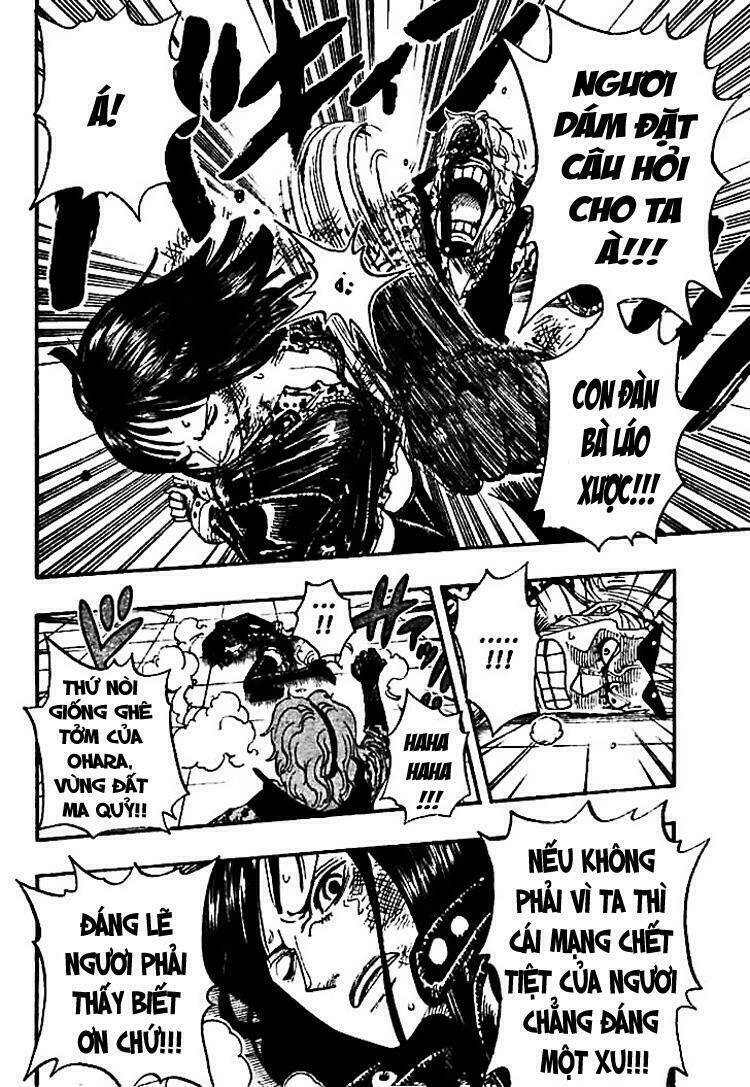 NGƯƠI
DÁM ĐẶT
CÂU HỎI
CHO TA
À!!!
Á!
CON ĐÀN
BÀ LÁO
XƯỢC!!!
......
!!!
...
!!
HAHA
HAHA
!!!
THỨ NÒI
GIỐNG GHÊ
TỞM CỦA
OHARA,
VÙNG ĐẤT
MA QUỶ!!
NẾU KHÔNG
PHẢI VÌ TA THÌ
CÁI MẠNG CHẾT
TIỆT CỦA NGƯƠI
CHẲNG ĐÁNG
MỘT XU!!!
ĐÁNG LẼ
NGƯƠI PHẢI
THẤY BIẾT
ƠN CHỨ!!!